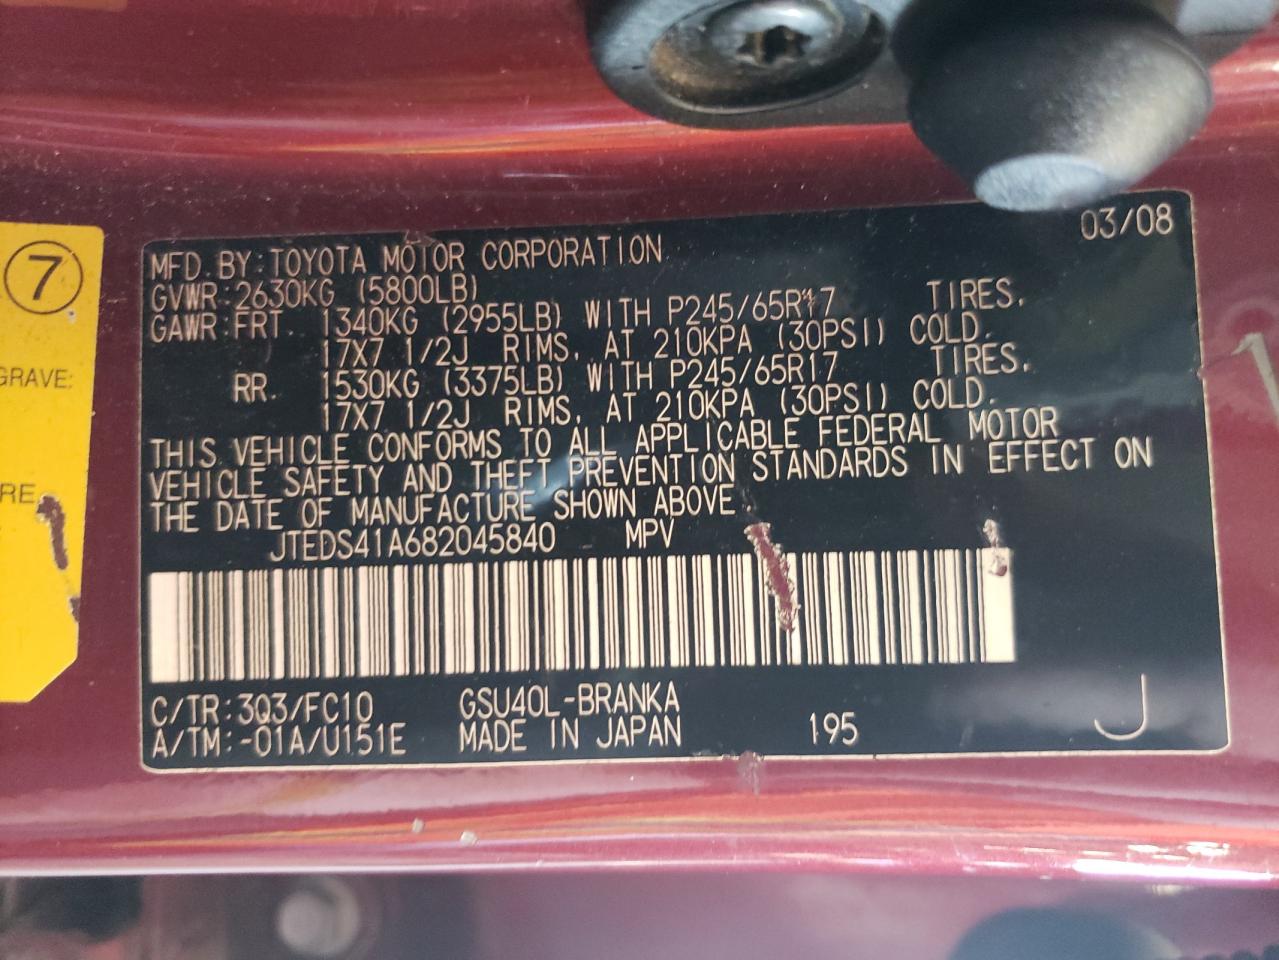 03/08
MFD. BY: TOYOTA MOTOR CORPORATION
GVWR: 2630KG (5800LB)
GAWR: FRT. 1340KG (2955LB) WITH P245/65R17 TIRES.
17X7 1/2J RIMS, AT 210KPA (30PSI) COLD.
RR. 1530KG (3375LB) WITH P245/65R17 TIRES.
17X7 1/2J RIMS, AT 210KPA (30PSI) COLD.
THIS VEHICLE CONFORMS TO ALL APPLICABLE FEDERAL MOTOR
VEHICLE SAFETY AND THEFT PREVENTION STANDARDS IN EFFECT ON
THE DATE OF MANUFACTURE SHOWN ABOVE.
JTEDS41A682045840 MPV
C/TR: 3Q3/FC10 GSU40L-BRANKA
A/TM: -01A/U151E MADE IN JAPAN 195 J
7
GRAVE:
RE